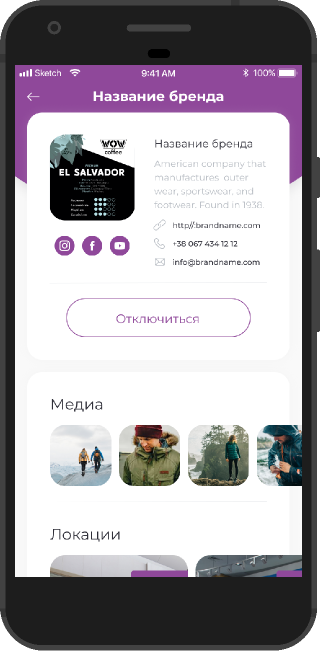 Sketch
9:41 AM
100%
Название бренда
WOW
coffee
EL SALVADOR
Название бренда
American company that
manufactures outer
wear, sportswear, and
footwear. Found in 1938.
http//:brandname.com
+38 067 434 12 12
info@brandname.com
Отключиться
Медиа
Локации